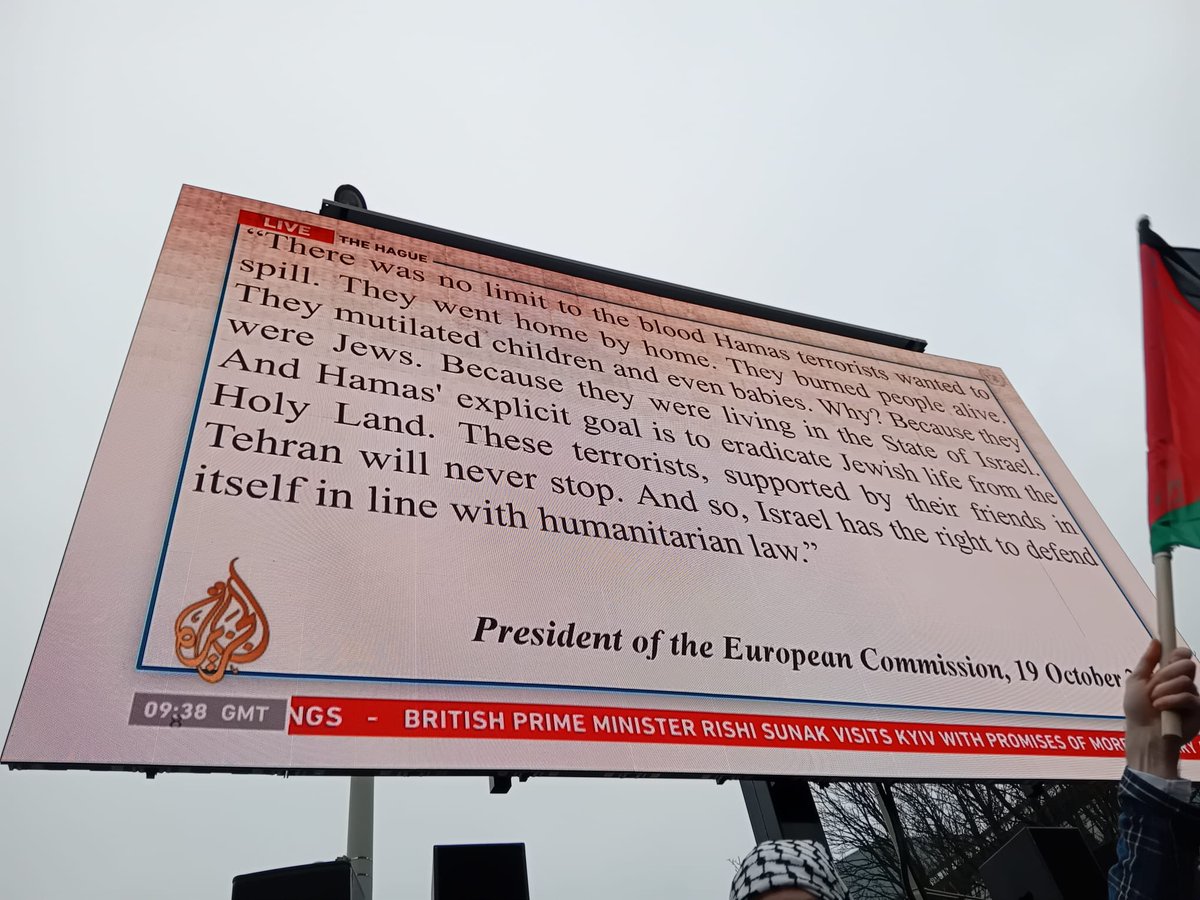 LIVE THE HAGUE
“There was no limit to the blood Hamas terrorists wanted to
spill. They went home by home. They burned people alive.
They mutilated children and even babies. Why? Because they
were Jews. Because they were living in the State of Israel.
And Hamas' explicit goal is to eradicate Jewish life from the
Holy Land. These terrorists, supported by their friends in
Tehran will never stop. And so, Israel has the right to defend
itself in line with humanitarian law.”
President of the European Commission, 19 October
09:38 GMT NGS - BRITISH PRIME MINISTER RISHI SUNAK VISITS KYIV WITH PROMISES OF MORE